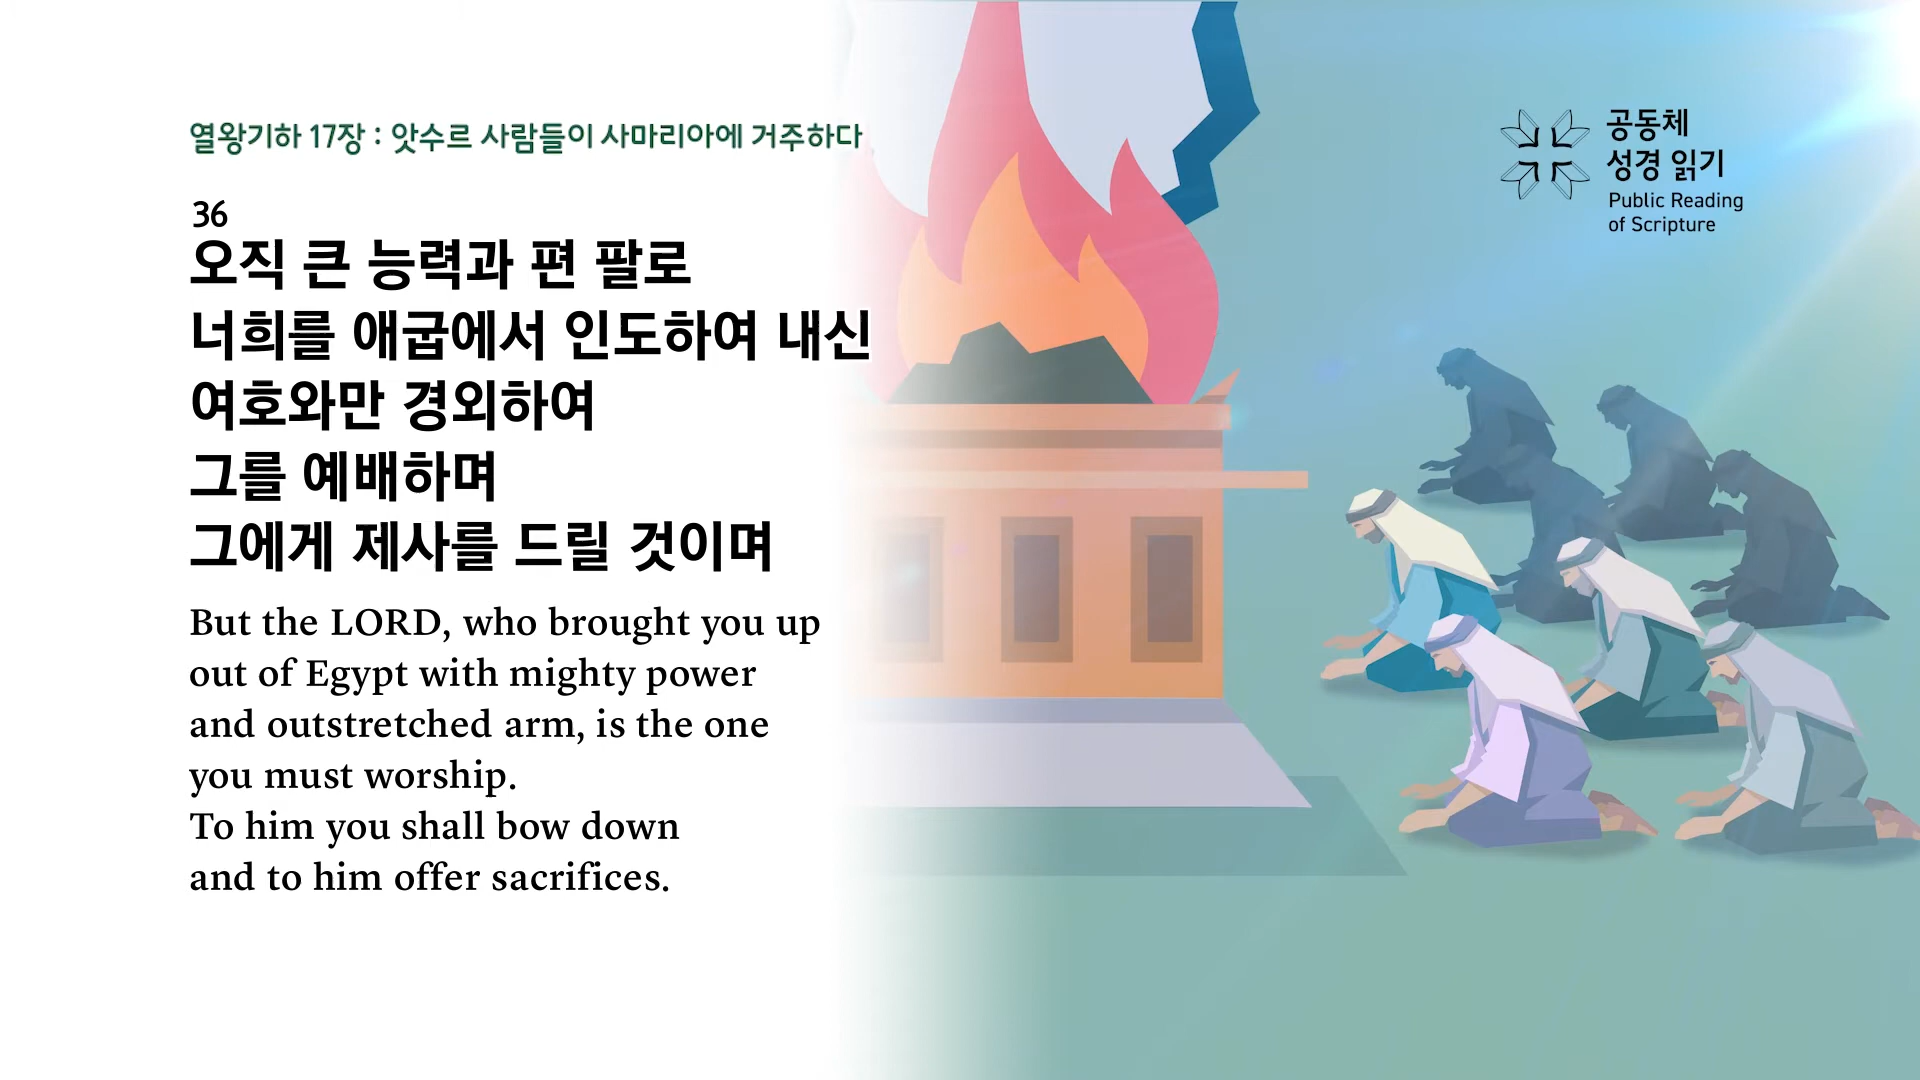 열왕기하 17장 : 앗수르 사람들이 사마리아에 거주하다
36
오직 큰 능력과 편 팔로
너희를 애굽에서 인도하여 내신
여호와만 경외하여
그를 예배하며
그에게 제사를 드릴 것이며
But the LORD, who brought you up
out of Egypt with mighty power
and outstretched arm, is the one
you must worship.
To him you shall bow down
and to him offer sacrifices.
공동체
성경 읽기
Public Reading
of Scripture